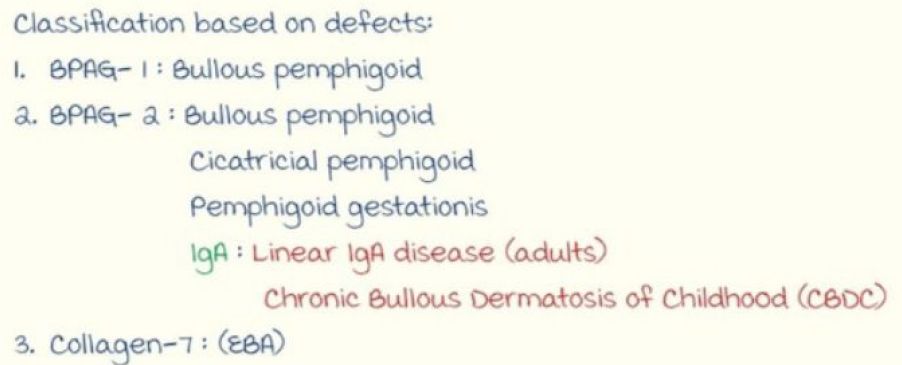 Classification based on defects:
1. BPAG-1: Bullous pemphigoid
2. BPAG-2: Bullous pemphigoid
Cicatricial pemphigoid
Pemphigoid gestationis
IgA: Linear IgA disease (adults)
Chronic Bullous Dermatosis of Childhood (CBDC)
3. Collagen-7: (EBA)